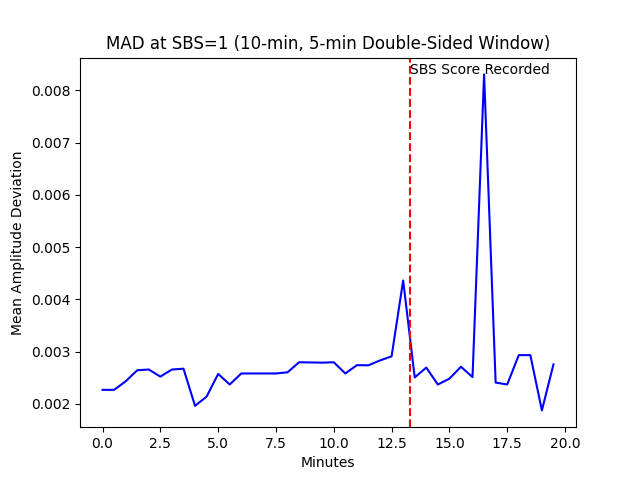 MAD at SBS=1 (10-min, 5-min Double-Sided Window)
SBS Score Recorded
0.008
0.007
0.006
0.005
0.004
0.003
0.002
Mean Amplitude Deviation
0.0 2.5 5.0 7.5 10.0 12.5 15.0 17.5 20.0
Minutes